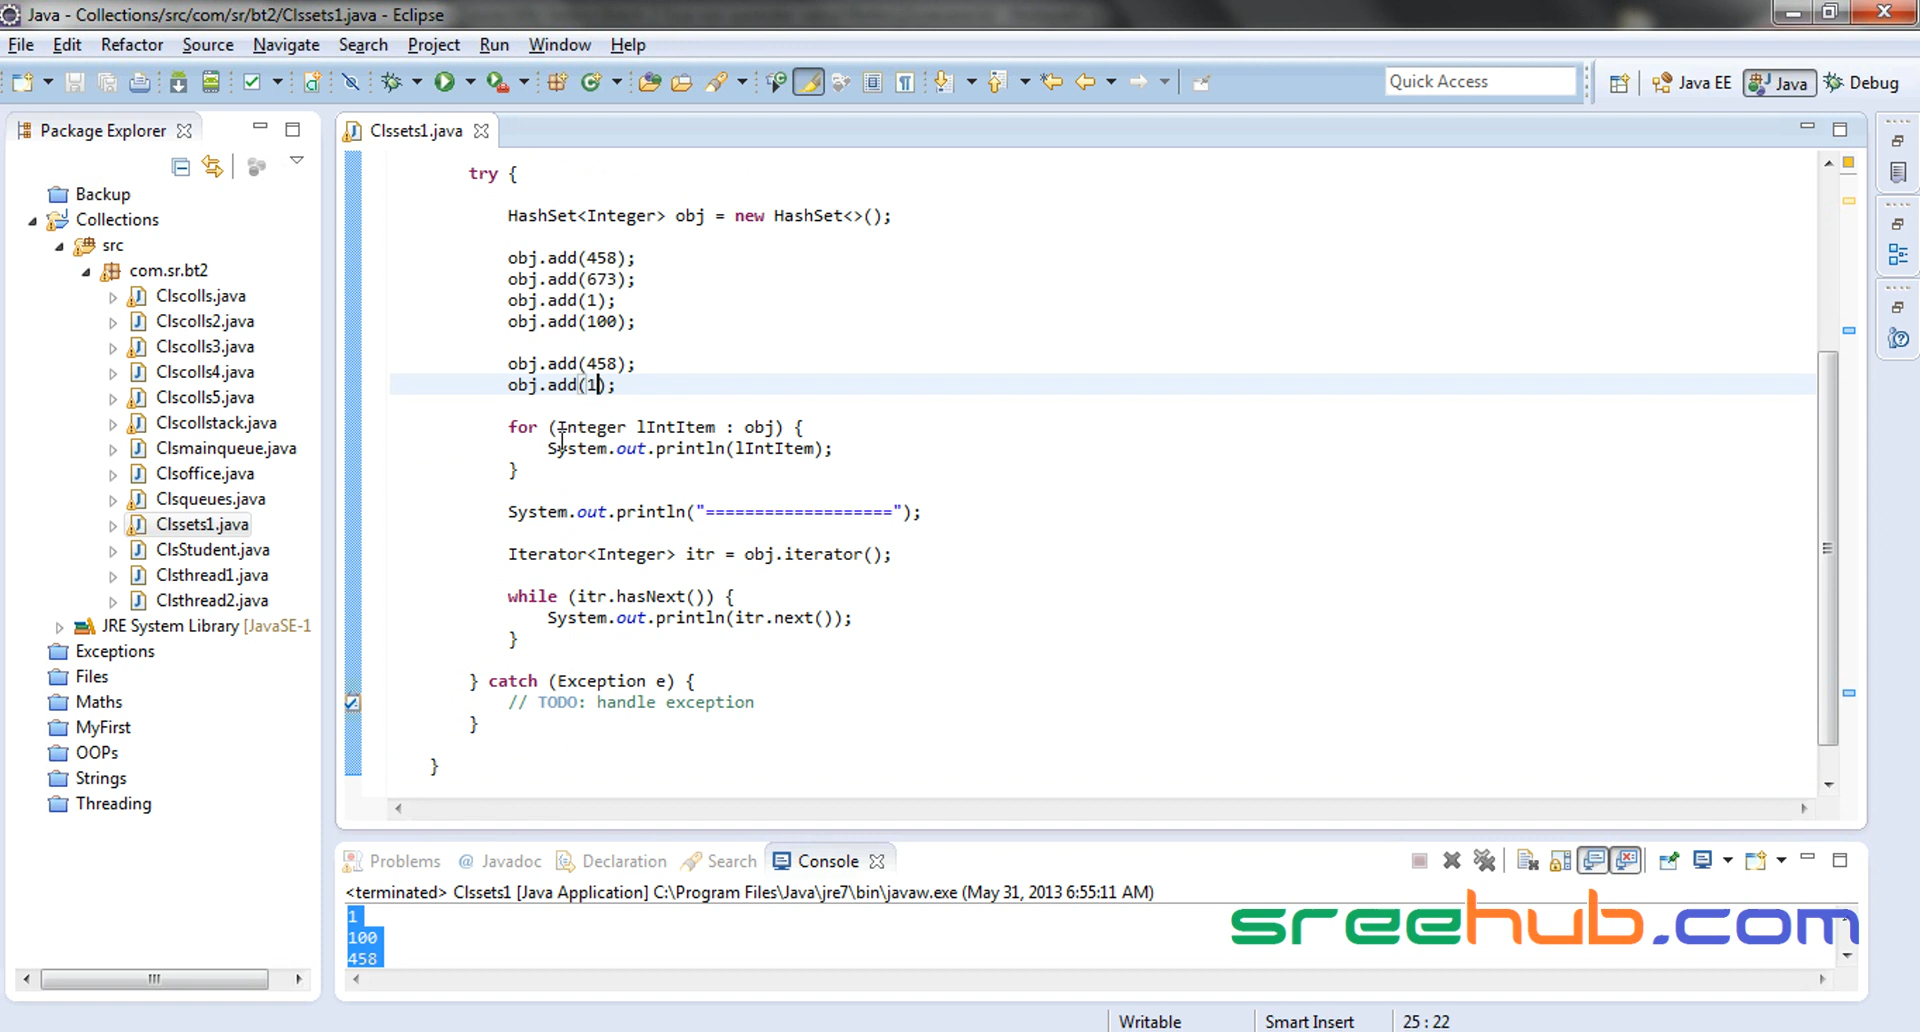 Java - Collections/src/com/sr/bt2/Clssets1.java - Eclipse
File Edit Refactor Source Navigate Search Project Run Window Help
Quick Access
Java EE
Java
Debug
Package Explorer
Clssets1.java
Backup
Collections
src
com.sr.bt2
Clscolls.java
Clscolls2.java
Clscolls3.java
Clscolls4.java
Clscolls5.java
Clscollstack.java
Clsmainqueue.java
Clsoffice.java
Clsqueues.java
Clssets1.java
ClsStudent.java
Clsthread1.java
Clsthread2.java
JRE System Library [JavaSE-1
Exceptions
Files
Maths
MyFirst
OOPs
Strings
Threading
try {
HashSet<Integer> obj = new HashSet<>();
obj.add(458);
obj.add(673);
obj.add(1);
obj.add(100);
obj.add(458);
obj.add(1);
for (Integer lIntItem : obj) {
System.out.println(lIntItem);
}
System.out.println("===================");
Iterator<Integer> itr = obj.iterator();
while (itr.hasNext()) {
System.out.println(itr.next());
}
} catch (Exception e) {
// TODO: handle exception
}
}
Problems @ Javadoc Declaration Search Console
<terminated> Clssets1 [Java Application] C:\Program Files\Java\jre7\bin\javaw.exe (May 31, 2013 6:55:11 AM)
1
100
458
sreehub.com
Writable
Smart Insert
25 : 22